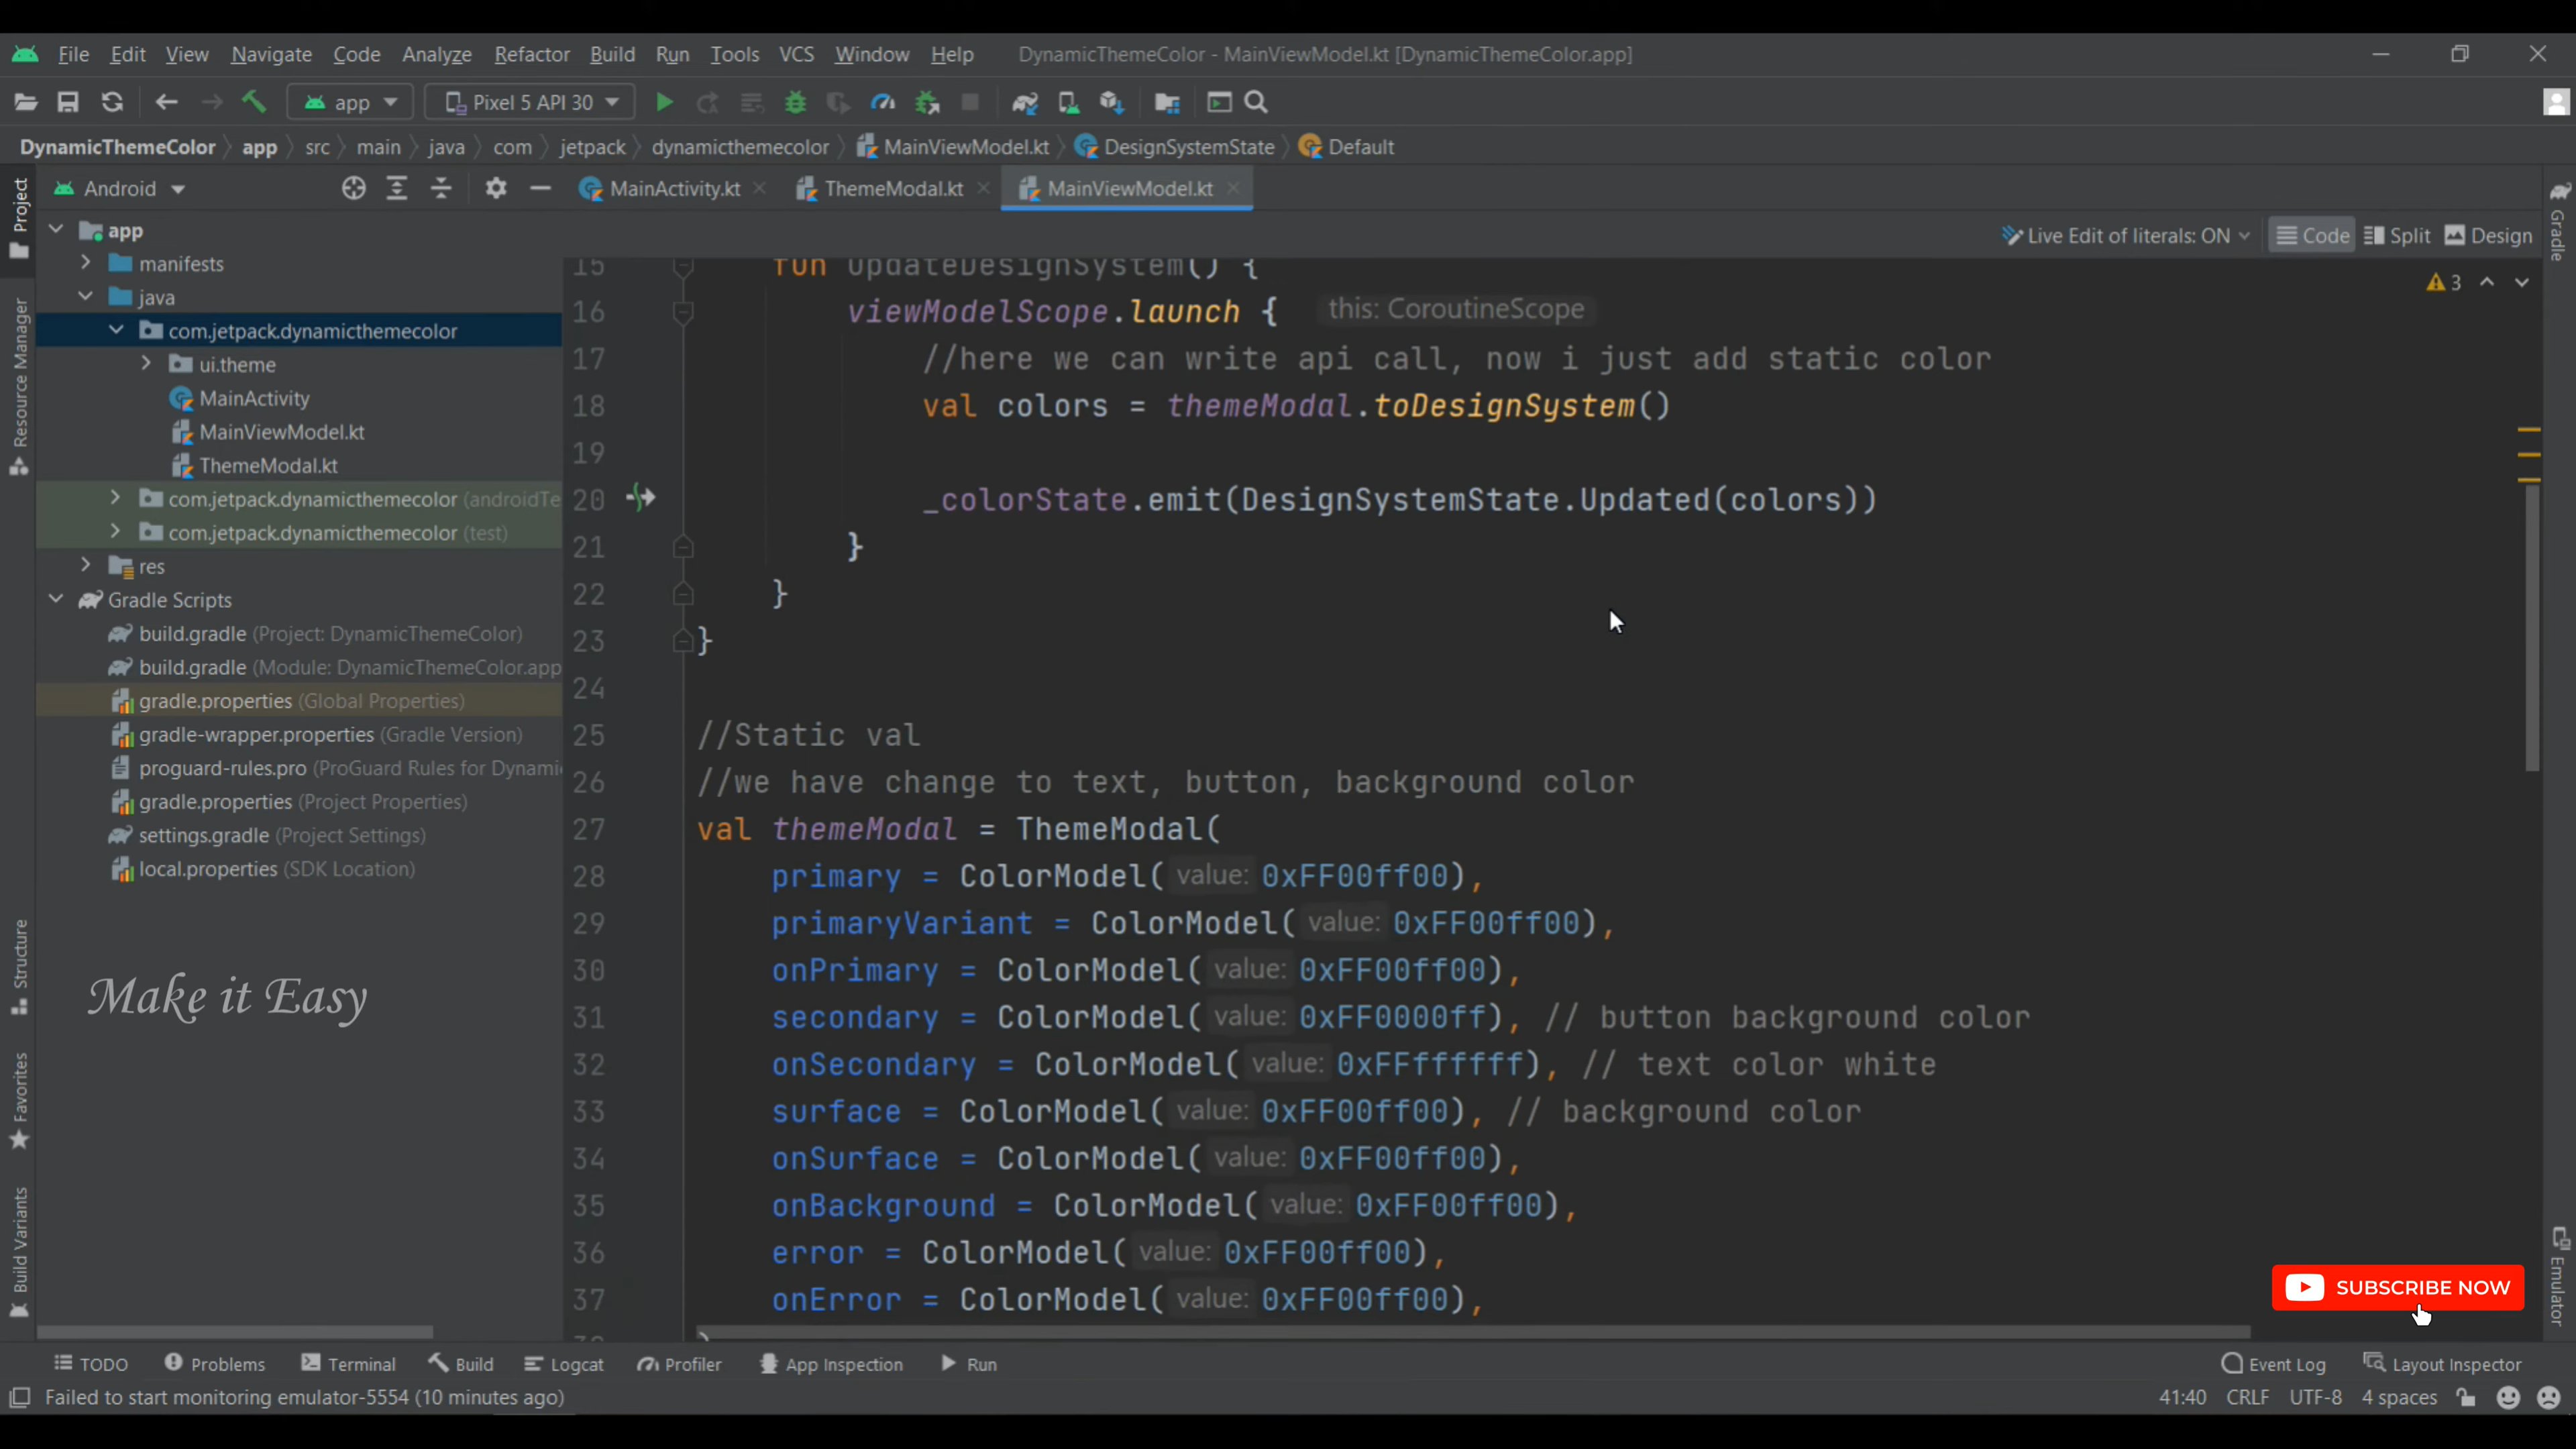 File Edit View Navigate Code Analyze Refactor Build Run Tools VCS Window Help DynamicThemeColor - MainViewModel.kt [DynamicThemeColor.app]
app Pixel 5 API 30
DynamicThemeColor app src main java com jetpack dynamicthemecolor MainViewModel.kt DesignSystemState Default
Android MainActivity.kt ThemeModal.kt MainViewModel.kt
Live Edit of literals: ON Code Split Design
3
Project
Resource Manager
Structure
Favorites
Build Variants
app
manifests
java
com.jetpack.dynamicthemecolor
ui.theme
MainActivity
MainViewModel.kt
ThemeModal.kt
com.jetpack.dynamicthemecolor (androidTe
com.jetpack.dynamicthemecolor (test)
res
Gradle Scripts
build.gradle (Project: DynamicThemeColor)
build.gradle (Module: DynamicThemeColor.app
gradle.properties (Global Properties)
gradle-wrapper.properties (Gradle Version)
proguard-rules.pro (ProGuard Rules for Dynami
gradle.properties (Project Properties)
settings.gradle (Project Settings)
local.properties (SDK Location)
Make it Easy
15 fun updateDesignSystem() {
16 viewModelScope.launch { this: CoroutineScope
17 //here we can write api call, now i just add static color
18 val colors = themeModal.toDesignSystem()
19
20 _colorState.emit(DesignSystemState.Updated(colors))
21 }
22 }
23 }
24
25 //Static val
26 //we have change to text, button, background color
27 val themeModal = ThemeModal(
28 primary = ColorModel( value: 0xFF00ff00),
29 primaryVariant = ColorModel( value: 0xFF00ff00),
30 onPrimary = ColorModel( value: 0xFF00ff00),
31 secondary = ColorModel( value: 0xFF0000ff), // button background color
32 onSecondary = ColorModel( value: 0xFFffffff), // text color white
33 surface = ColorModel( value: 0xFF00ff00), // background color
34 onSurface = ColorModel( value: 0xFF00ff00),
35 onBackground = ColorModel( value: 0xFF00ff00),
36 error = ColorModel( value: 0xFF00ff00),
37 onError = ColorModel( value: 0xFF00ff00),
Gradle
Emulator
SUBSCRIBE NOW
TODO Problems Terminal Build Logcat Profiler App Inspection Run Event Log Layout Inspector
Failed to start monitoring emulator-5554 (10 minutes ago) 41:40 CRLF UTF-8 4 spaces